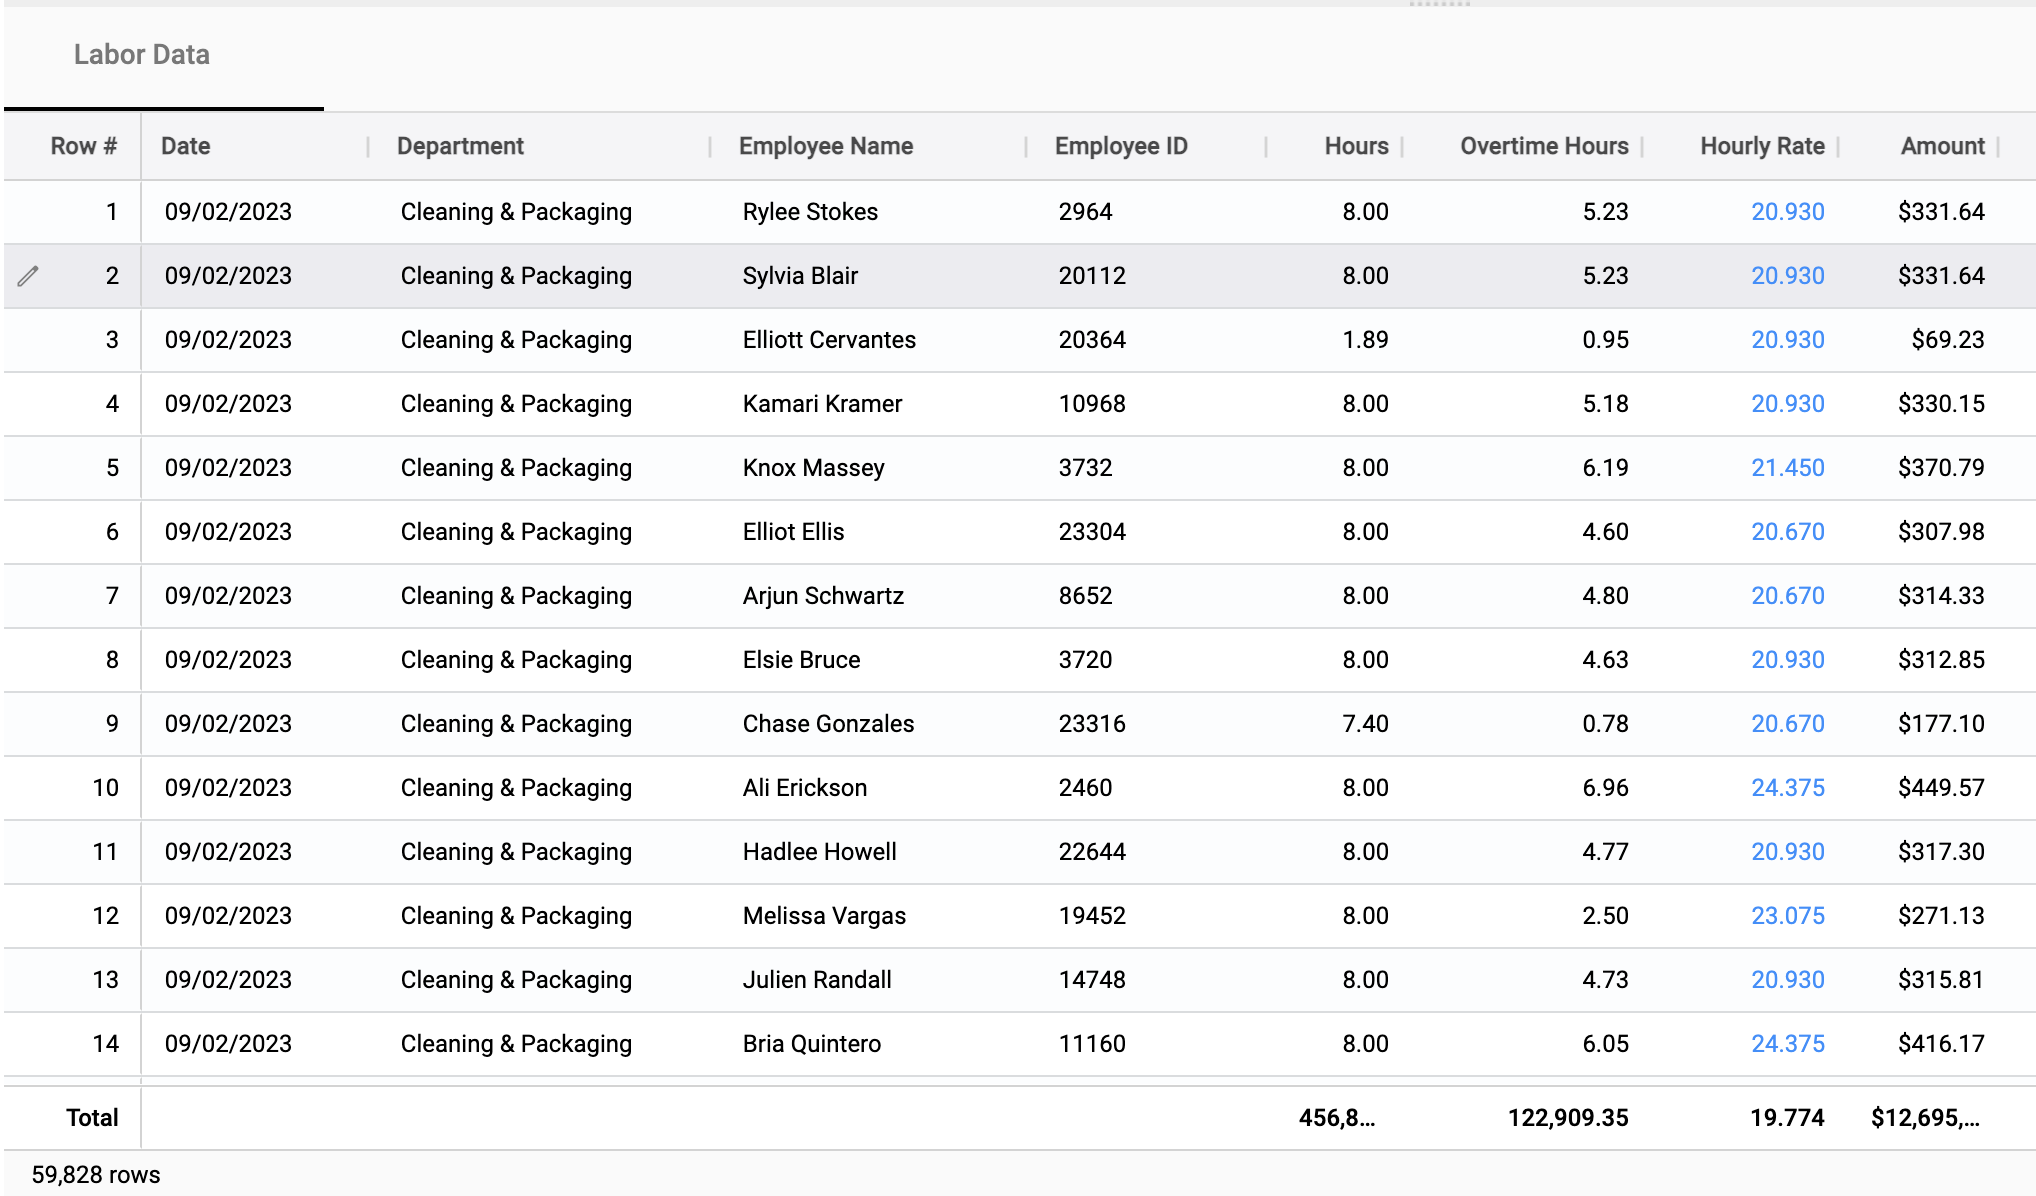 Labor Data
Row # Date Department Employee Name Employee ID Hours Overtime Hours Hourly Rate Amount
1 09/02/2023 Cleaning & Packaging Rylee Stokes 2964 8.00 5.23 20.930 $331.64
2 09/02/2023 Cleaning & Packaging Sylvia Blair 20112 8.00 5.23 20.930 $331.64
3 09/02/2023 Cleaning & Packaging Elliott Cervantes 20364 1.89 0.95 20.930 $69.23
4 09/02/2023 Cleaning & Packaging Kamari Kramer 10968 8.00 5.18 20.930 $330.15
5 09/02/2023 Cleaning & Packaging Knox Massey 3732 8.00 6.19 21.450 $370.79
6 09/02/2023 Cleaning & Packaging Elliot Ellis 23304 8.00 4.60 20.670 $307.98
7 09/02/2023 Cleaning & Packaging Arjun Schwartz 8652 8.00 4.80 20.670 $314.33
8 09/02/2023 Cleaning & Packaging Elsie Bruce 3720 8.00 4.63 20.930 $312.85
9 09/02/2023 Cleaning & Packaging Chase Gonzales 23316 7.40 0.78 20.670 $177.10
10 09/02/2023 Cleaning & Packaging Ali Erickson 2460 8.00 6.96 24.375 $449.57
11 09/02/2023 Cleaning & Packaging Hadlee Howell 22644 8.00 4.77 20.930 $317.30
12 09/02/2023 Cleaning & Packaging Melissa Vargas 19452 8.00 2.50 23.075 $271.13
13 09/02/2023 Cleaning & Packaging Julien Randall 14748 8.00 4.73 20.930 $315.81
14 09/02/2023 Cleaning & Packaging Bria Quintero 11160 8.00 6.05 24.375 $416.17
Total 456,8... 122,909.35 19.774 $12,695,...
59,828 rows